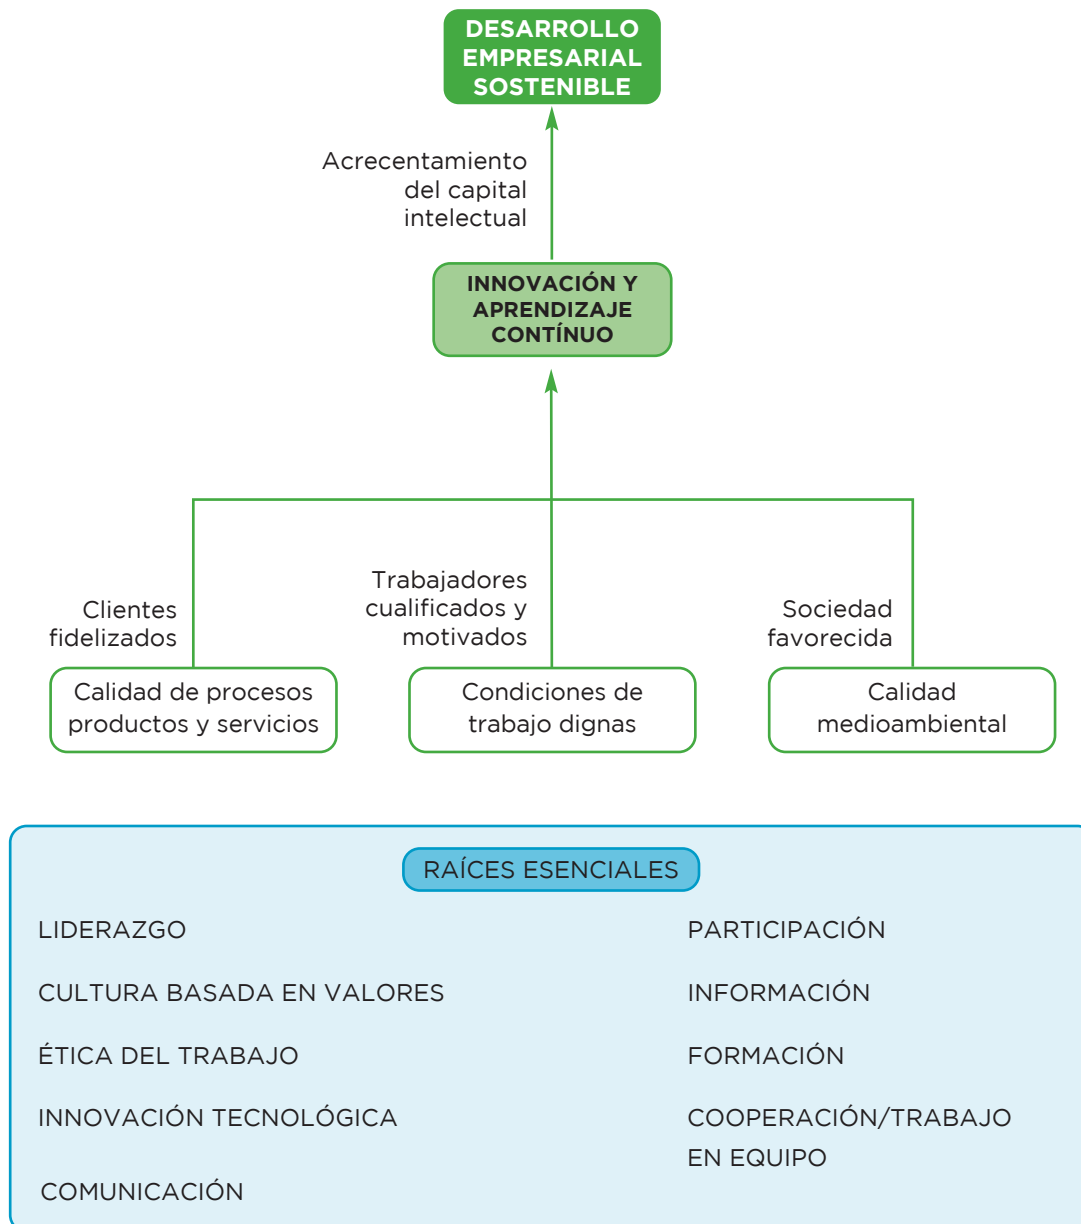 DESARROLLO
EMPRESARIAL
SOSTENIBLE
Acrecentamiento
del capital
intelectual
INNOVACIÓN Y
APRENDIZAJE
CONTÍNUO
Clientes
fidelizados
Trabajadores
cualificados y
motivados
Sociedad
favorecida
Calidad de procesos
productos y servicios
Condiciones de
trabajo dignas
Calidad
medioambiental
RAÍCES ESENCIALES
LIDERAZGO
CULTURA BASADA EN VALORES
ÉTICA DEL TRABAJO
INNOVACIÓN TECNOLÓGICA
COMUNICACIÓN
PARTICIPACIÓN
INFORMACIÓN
FORMACIÓN
COOPERACIÓN/TRABAJO
EN EQUIPO